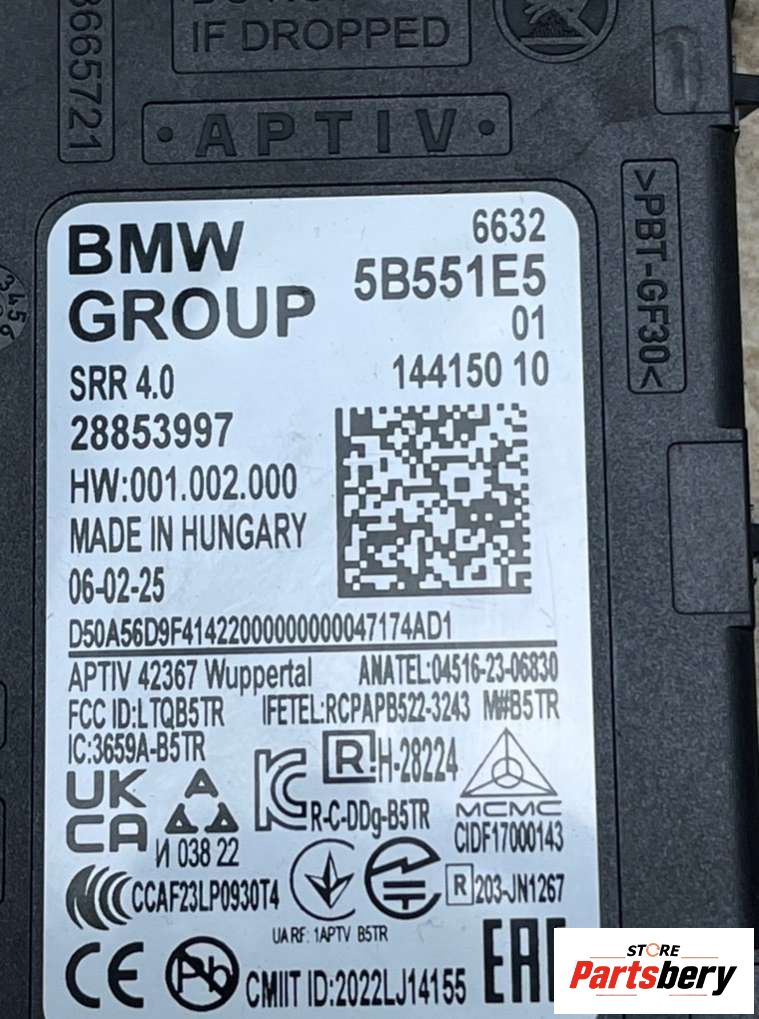 IF DROPPED
3665721
· APTIV ·
>PBT-GF30<
BMW
GROUP
6632
5B551E5
01
144150 10
SRR 4.0
28853997
HW:001.002.000
MADE IN HUNGARY
06-02-25
D50A56D9F41422000000000047174AD1
APTIV 42367 Wuppertal ANATEL:04516-23-06830
FCC ID:LTQB5TR IFETEL:RCPAPB522-3243 M#B5TR
IC:3659A-B5TR
R H-28224
R-C-DDg-B5TR
MCMC
CIDF17000143
UK
CA
И 038 22
CCAF23LP0930T4
R 203-JN1267
UA RF: 1APTV B5TR
CE
Pb
CMIIT ID:2022LJ14155
EAC
STORE
Partsbery